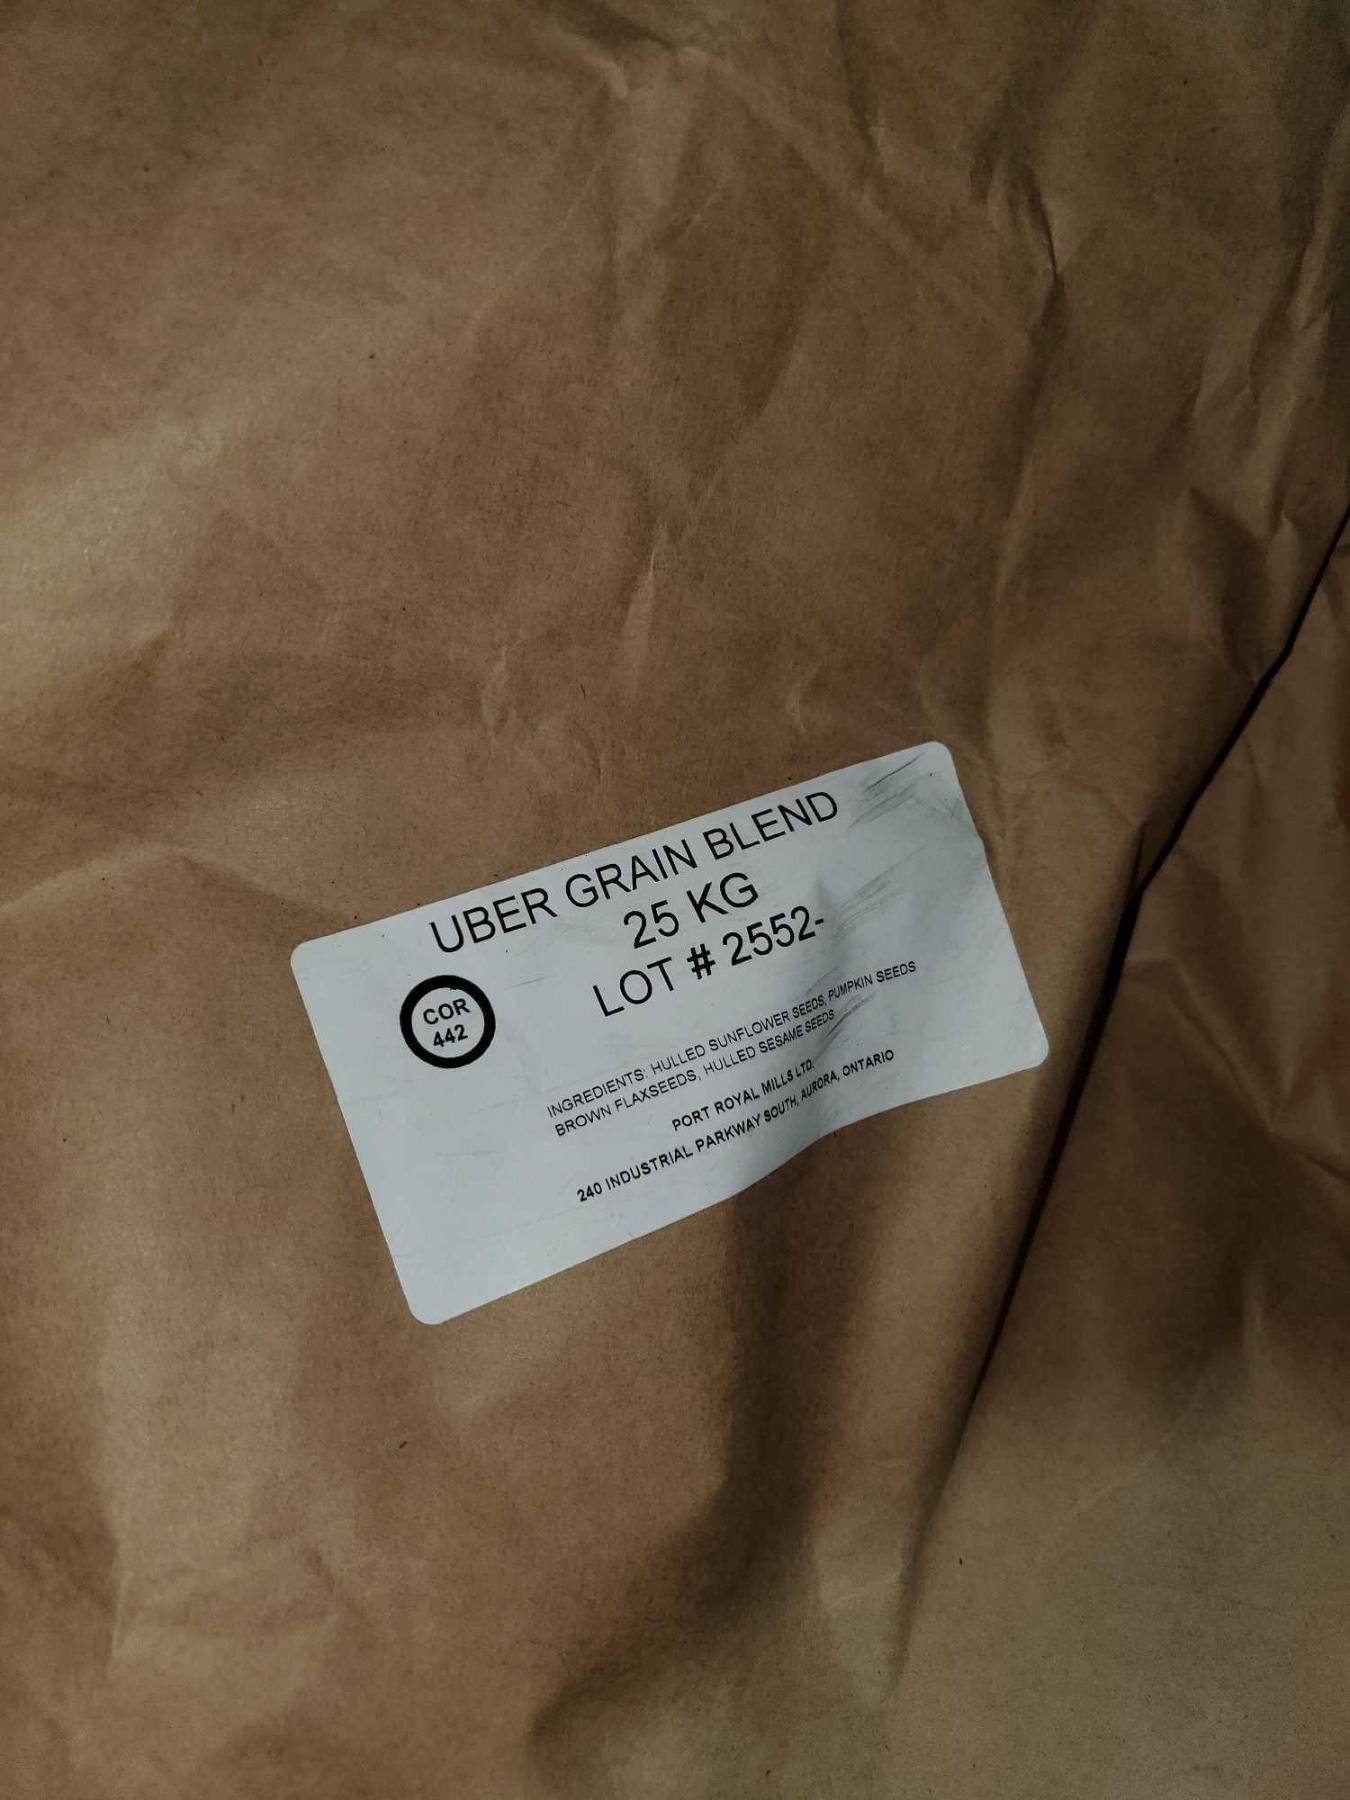 UBER GRAIN BLEND
25 KG
LOT # 2552-
COR
442
INGREDIENTS: HULLED SUNFLOWER SEEDS, PUMPKIN SEEDS
BROWN FLAXSEEDS, HULLED SESAME SEEDS
PORT ROYAL MILLS LTD.
240 INDUSTRIAL PARKWAY SOUTH, AURORA, ONTARIO